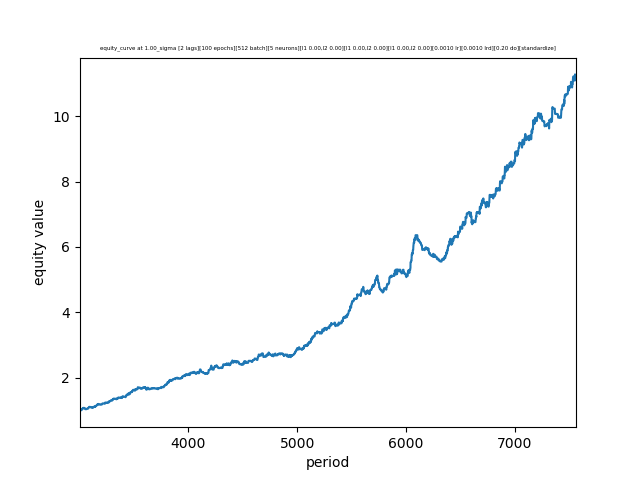 equity_curve at 1.00_sigma [2 lags][100 epochs][512 batch][5 neurons][l1 0.00,l2 0.00][l1 0.00,l2 0.00][l1 0.00,l2 0.00][0.0010 lr][0.0010 lrd][0.20 do][standardize]
10
8
equity value
6
4
2
4000 5000 6000 7000
period